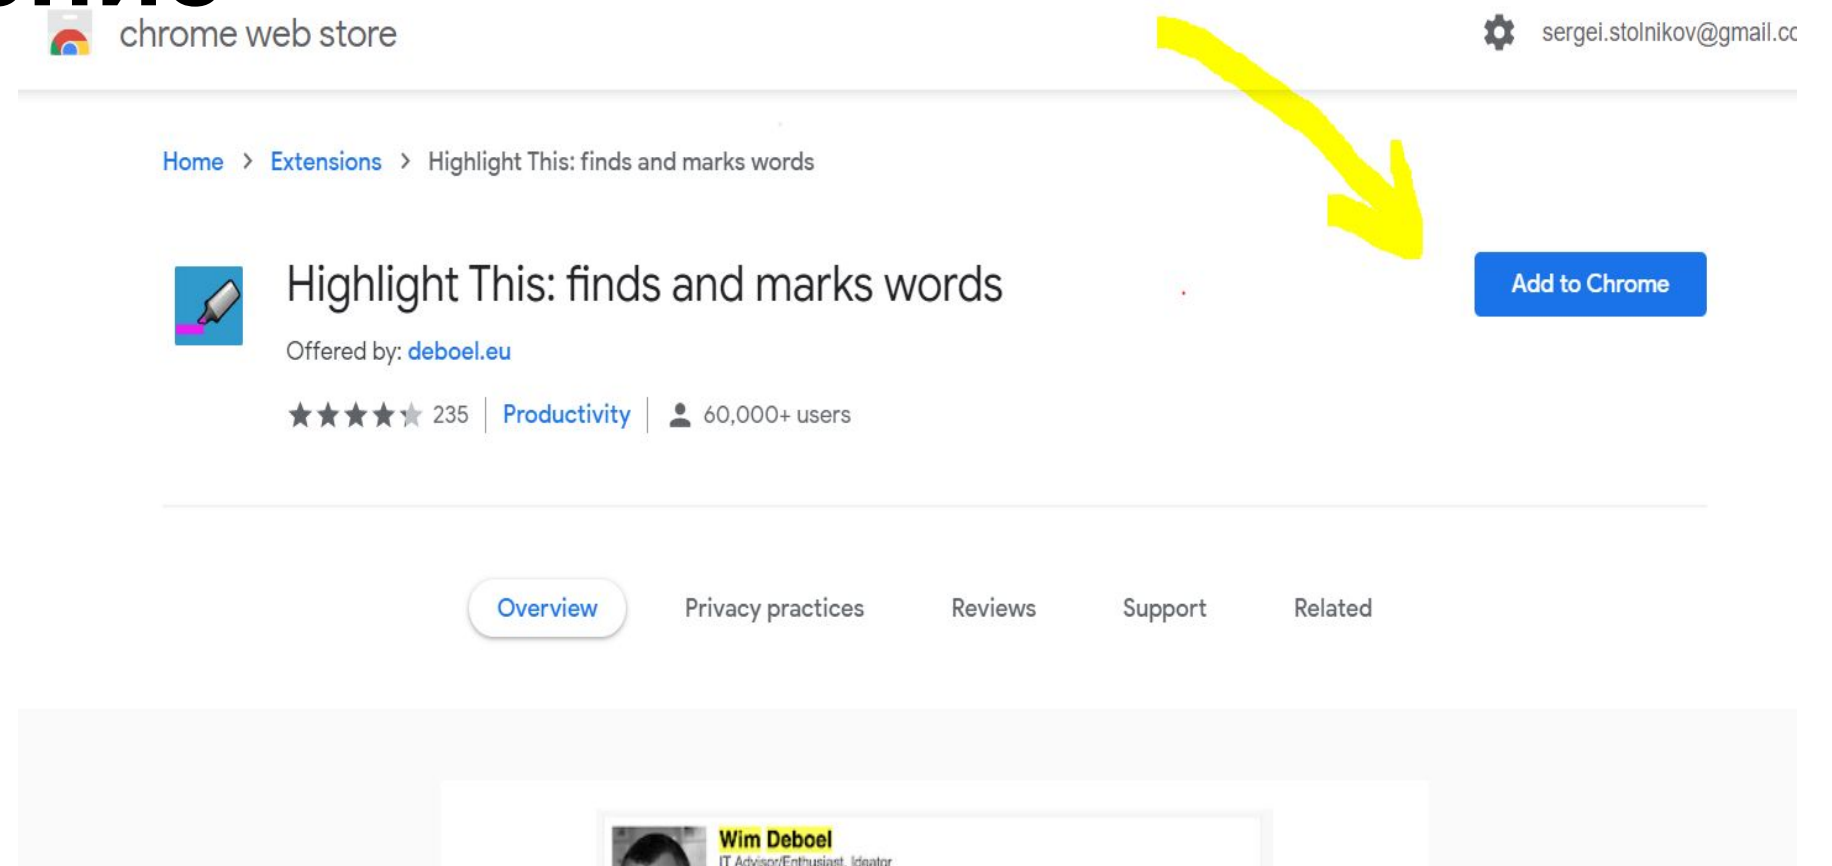 chrome web store
sergei.stolnikov@gmail.co
Home > Extensions > Highlight This: finds and marks words
Highlight This: finds and marks words
Add to Chrome
Offered by: deboel.eu
235 Productivity 60,000+ users
Overview Privacy practices Reviews Support Related
Wim Deboel
IT Advisor/Enthusiast, Ideator